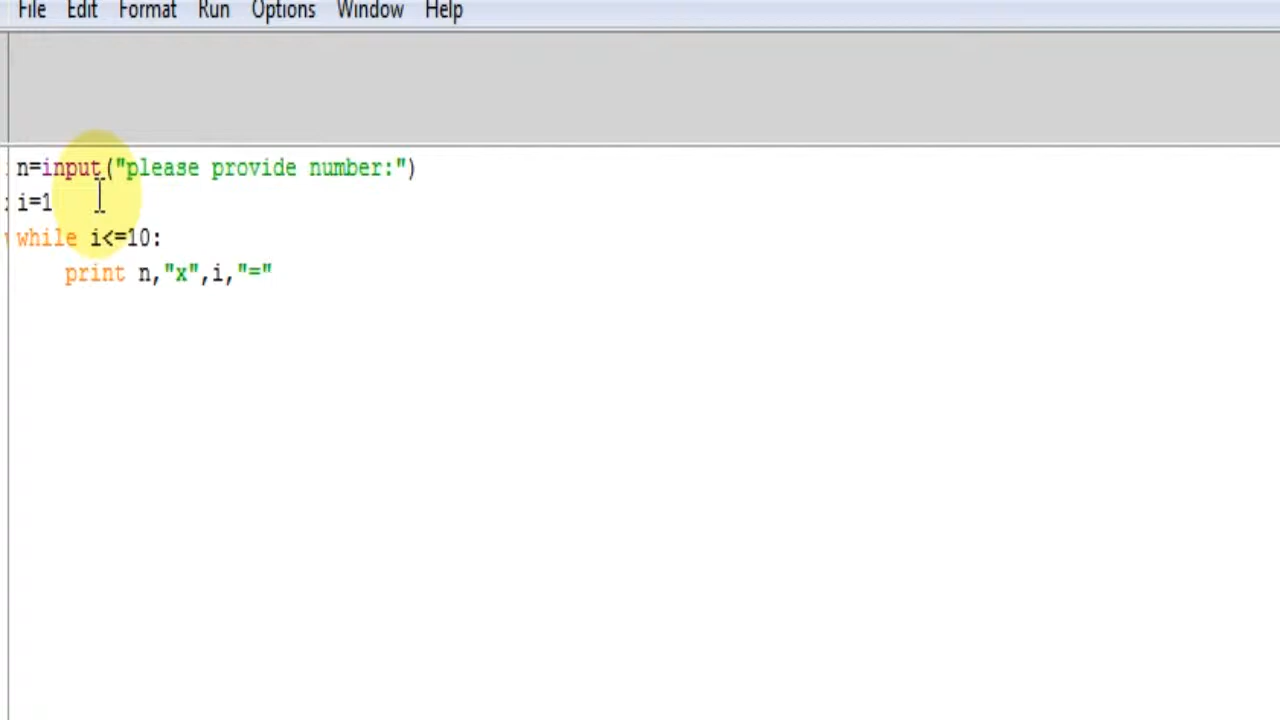 File Edit Format Run Options Window Help
n=input("please provide number:")
i=1
while i<=10:
    print n,"x",i,"="